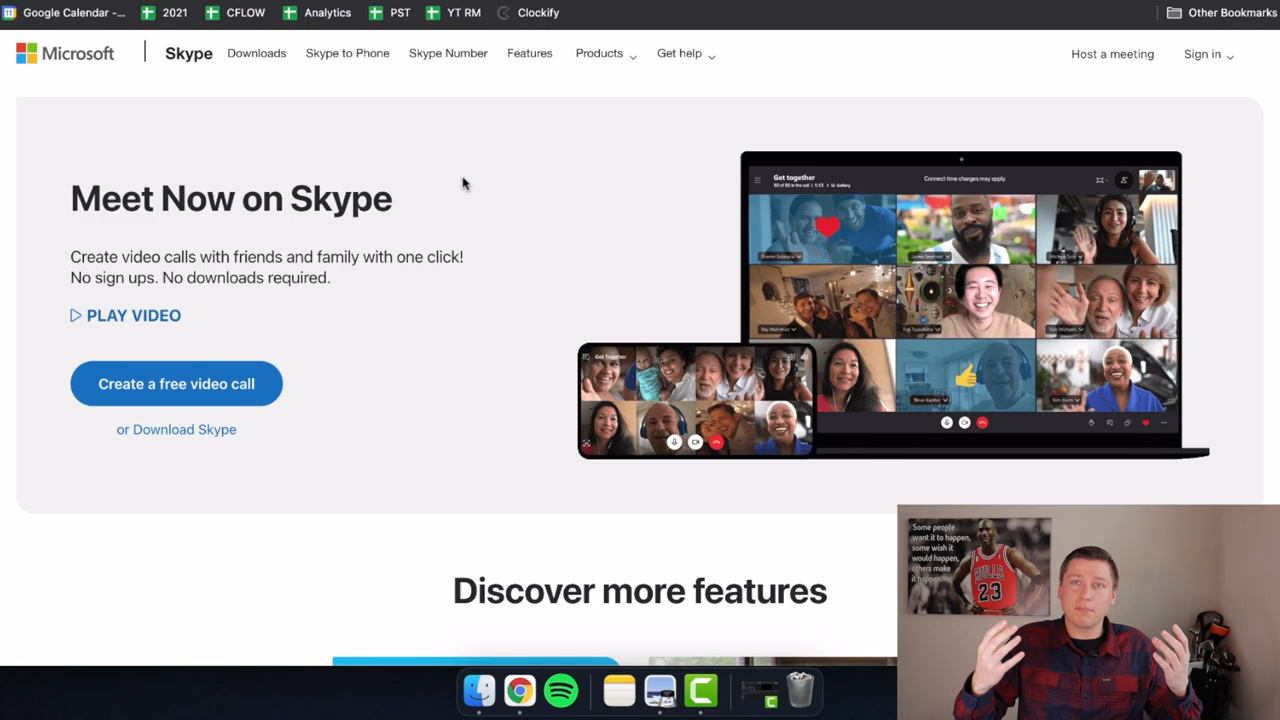 Google Calendar -...
2021
CFLOW
Analytics
PST
YT RM
Clockify
Other Bookmarks
Microsoft
Skype
Downloads
Skype to Phone
Skype Number
Features
Products
Get help
Host a meeting
Sign in
Meet Now on Skype
Create video calls with friends and family with one click!
No sign ups. No downloads required.
PLAY VIDEO
Create a free video call
or Download Skype
Get together
Connect time charges may apply.
Get Together
Discover more features
Some people
want it to happen,
some wish it
would happen,
others make
it happen.
BULLS
23